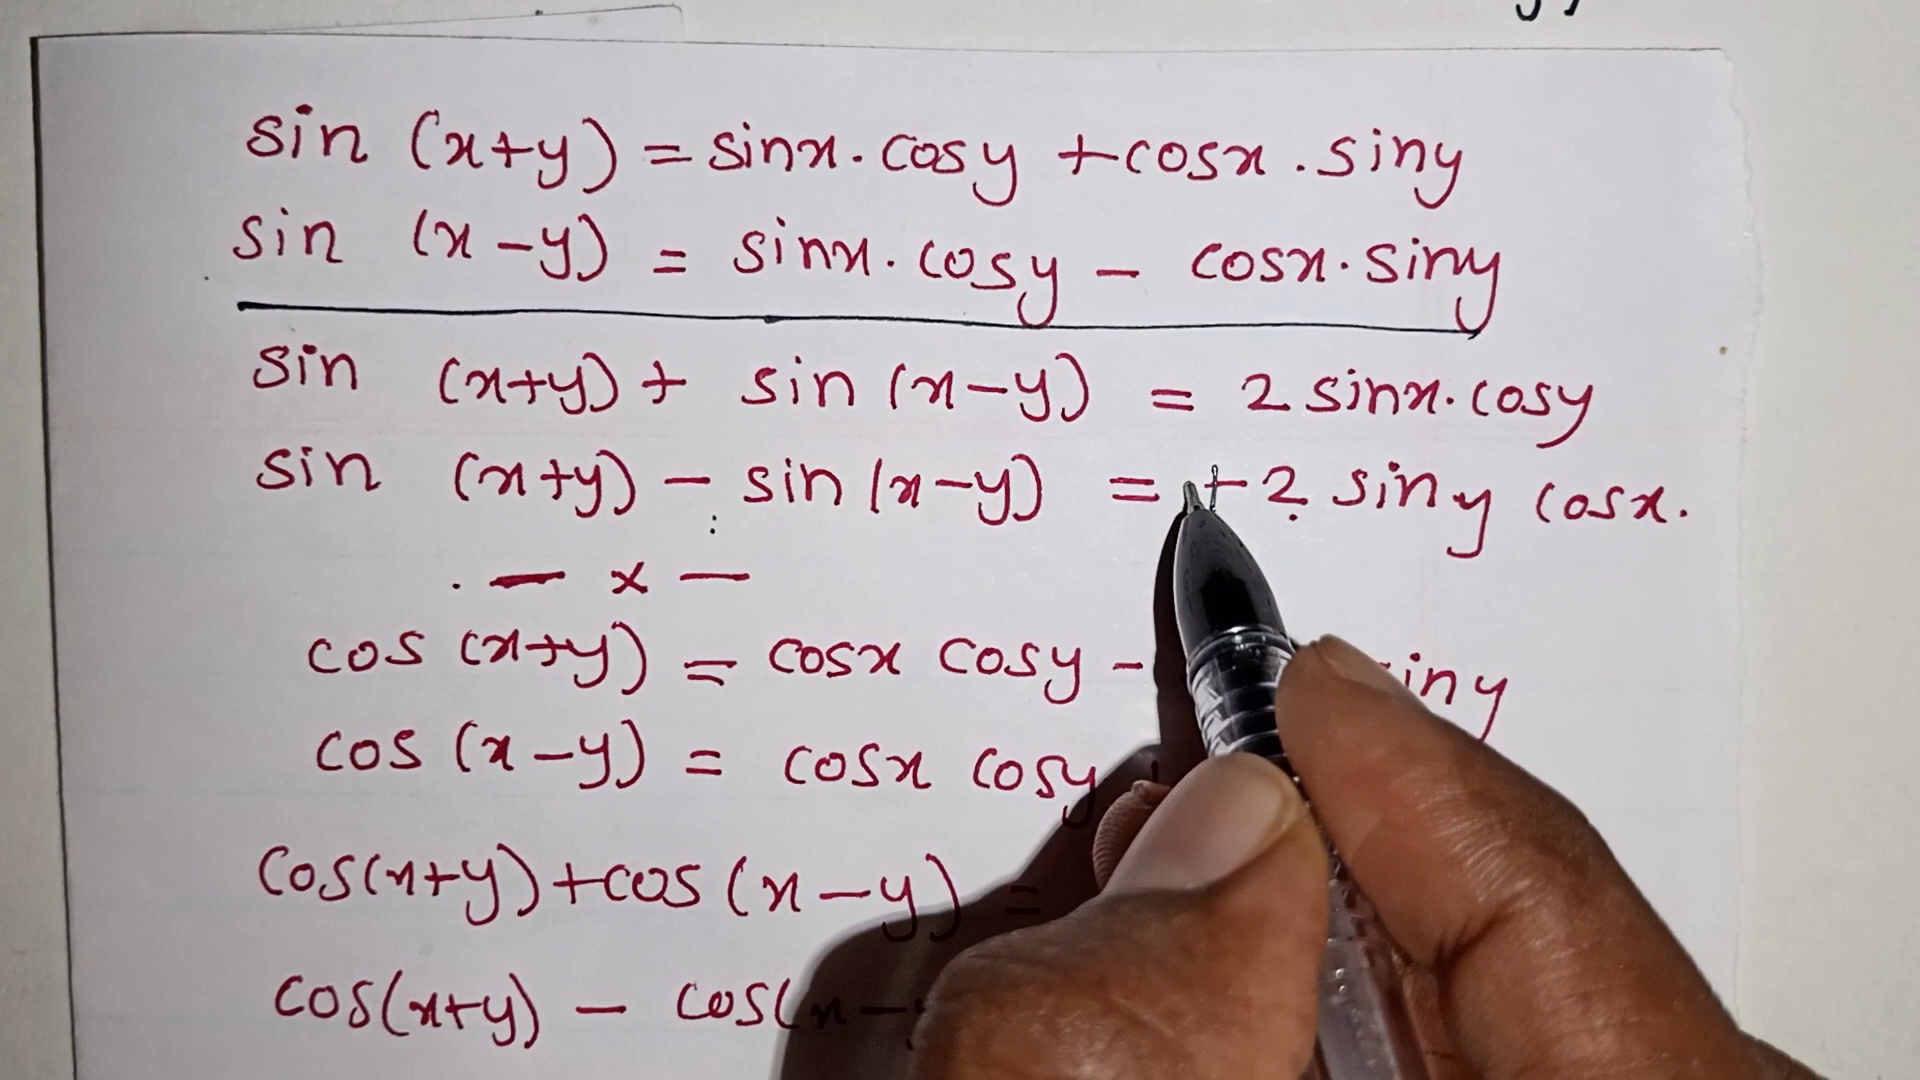 sin (x+y) = sinx. cosy + cosx . siny
sin (x-y) = sinx. cosy - cosx. siny
sin (x+y) + sin (x-y) = 2 sinx. cosy
sin (x+y) - sin (x-y) = +2 siny cosx.
- x -
cos (x+y) = cosx cosy -
cos (x-y) = cosx cosy
cos(x+y) + cos (x-y) =
cos(x+y) - cos(x-